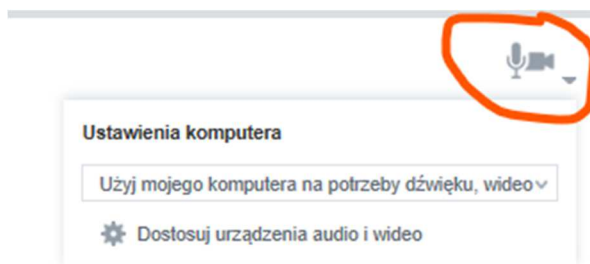 Ustawienia komputera
Użyj mojego komputera na potrzeby dźwięku, wideo
Dostosuj urządzenia audio i wideo